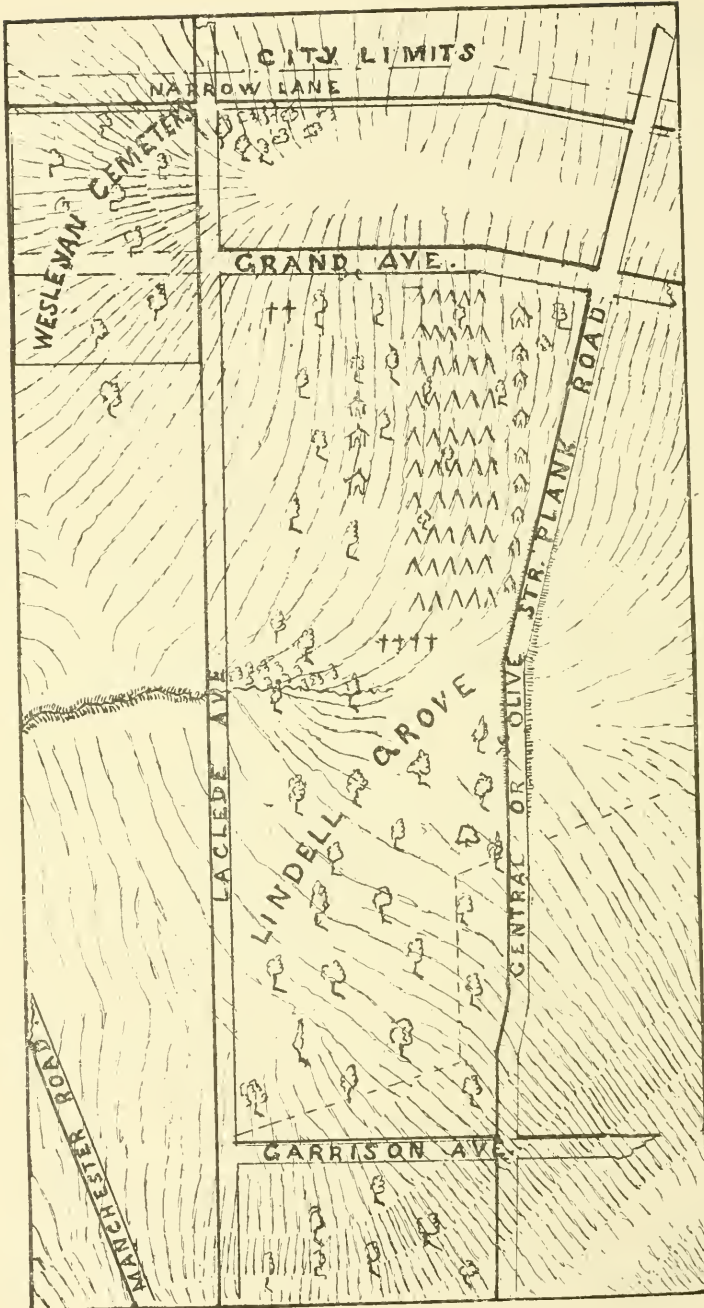 CITY LIMITS
NARROW LANE
WESLEYAN CEMETERY
GRAND AVE.
CENTRAL OR OLIVE STR. PLANK ROAD
LACLEDE AVE
LINDELL GROVE
MANCHESTER ROAD.
GARRISON AVE.